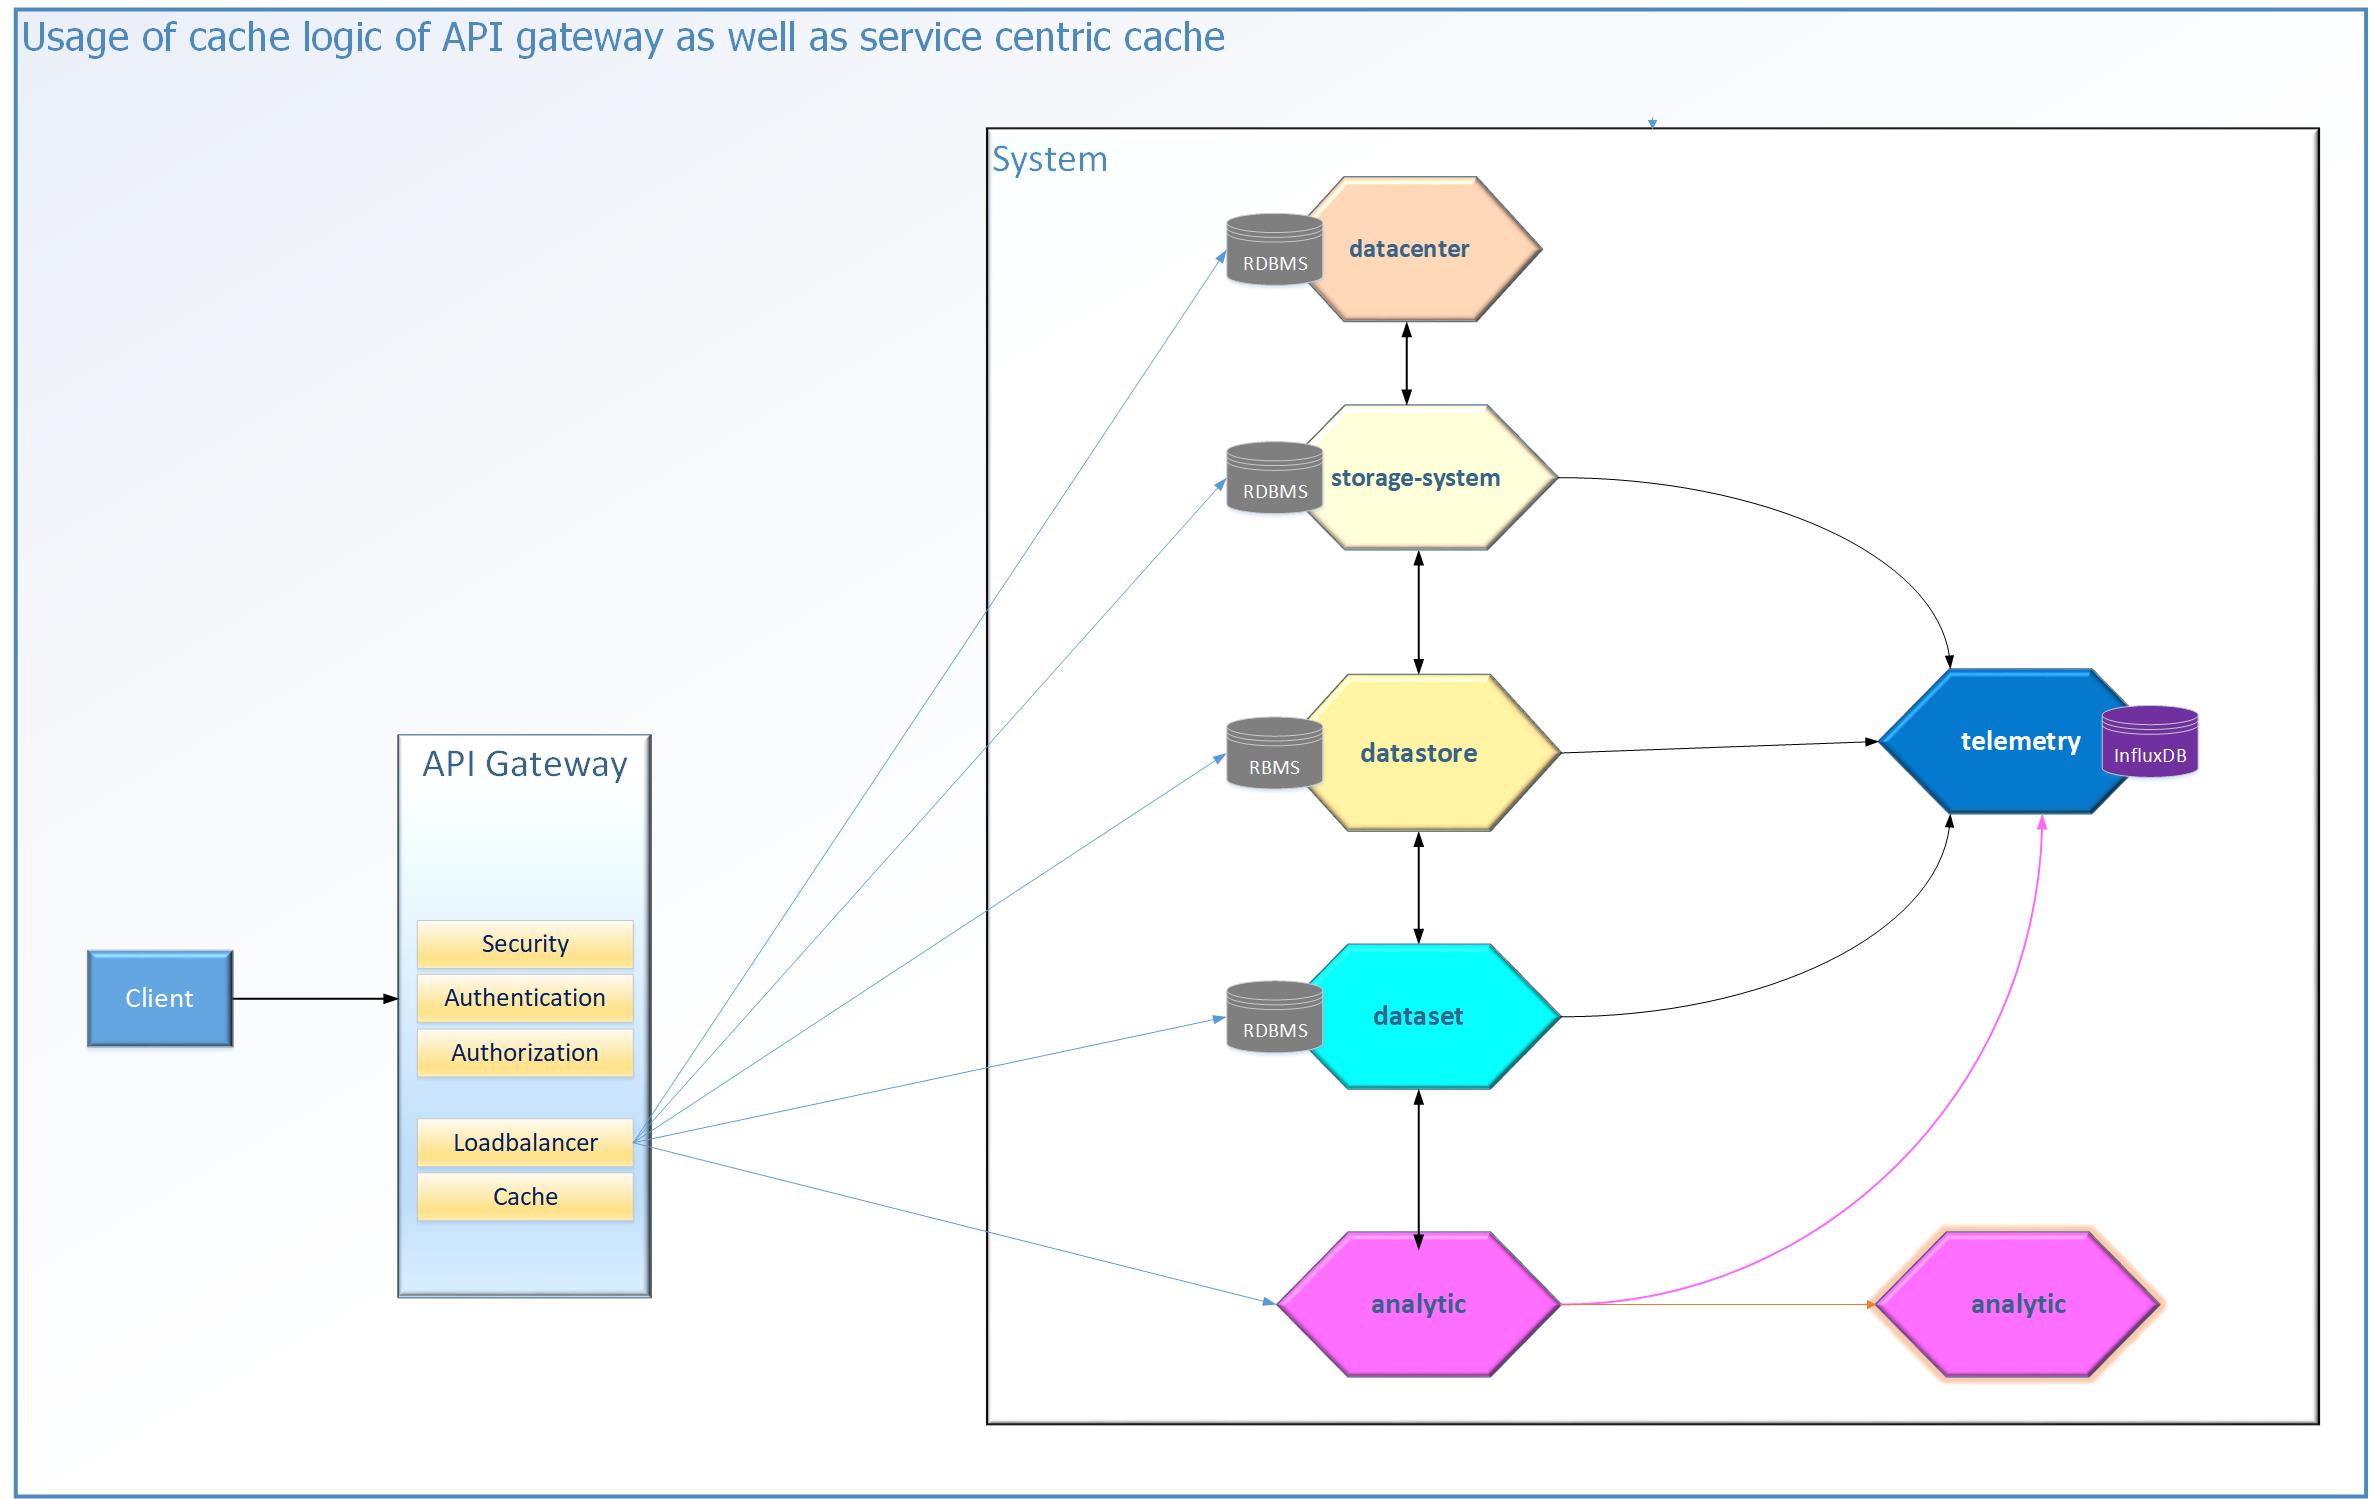 Usage of cache logic of API gateway as well as service centric cache
System
RDBMS
datacenter
RDBMS
storage-system
RBMS
datastore
telemetry
InfluxDB
API Gateway
Security
Authentication
Authorization
Loadbalancer
Cache
Client
RDBMS
dataset
analytic
analytic